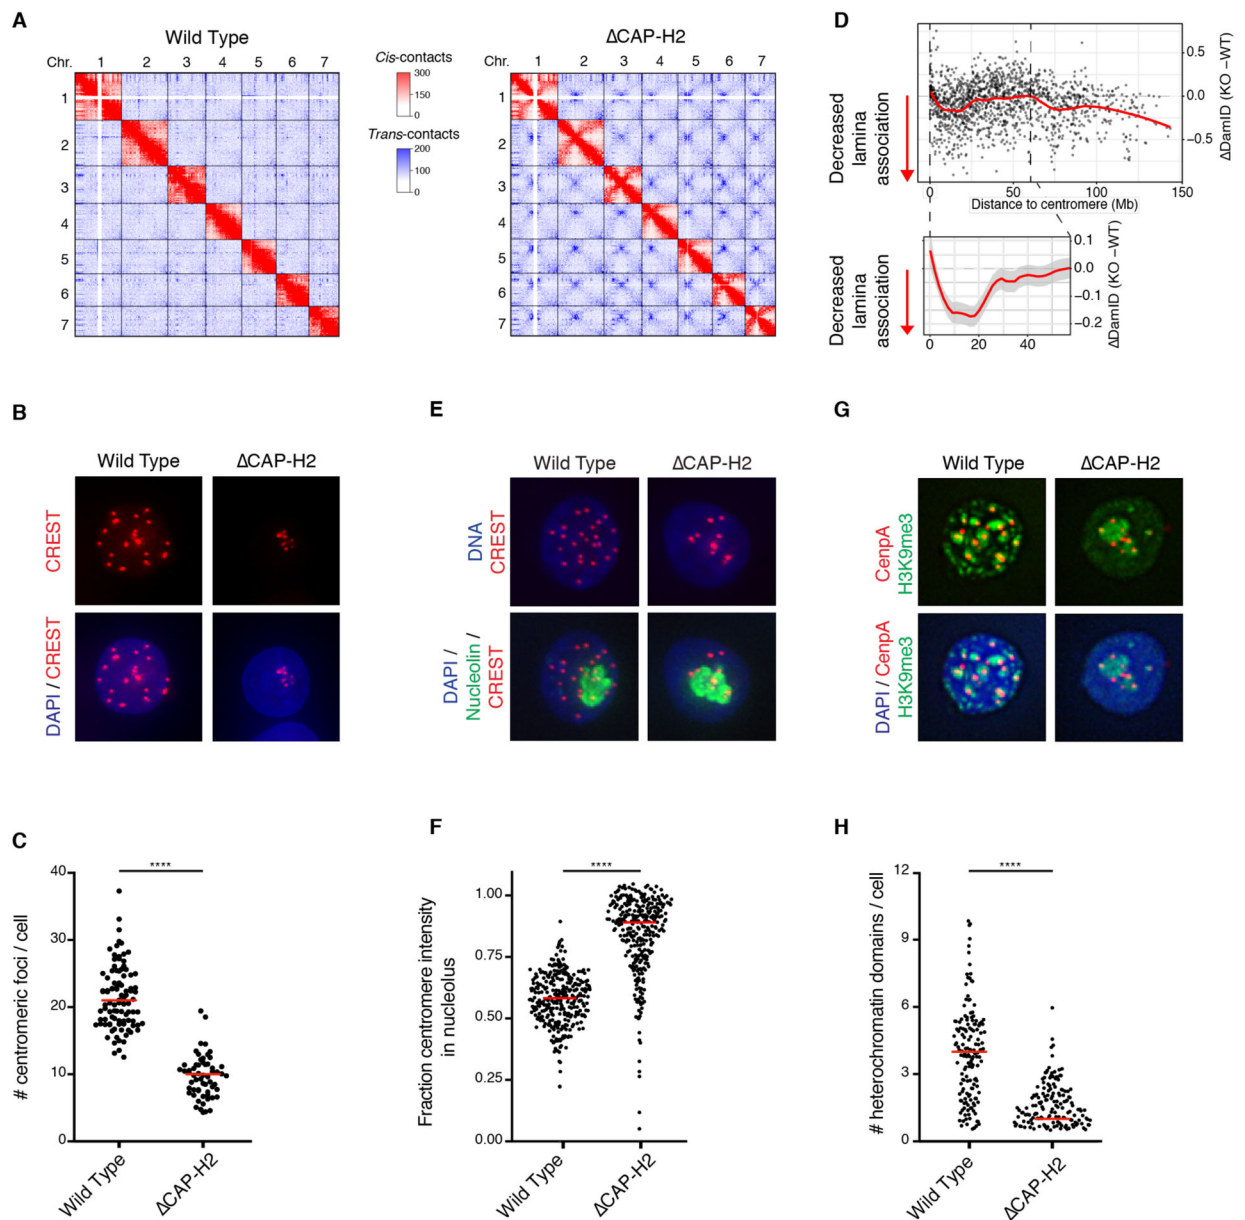 A
Wild Type
Chr. 1 2 3 4 5 6 7
1
2
3
4
5
6
7
Cis-contacts
300
150
0
Trans-contacts
200
100
0
ΔCAP-H2
Chr. 1 2 3 4 5 6 7
1
2
3
4
5
6
7
D
Decreased
lamina
association
0.5
0.0
−0.5
ΔDamID (KO −WT)
0 50 100 150
Distance to centromere (Mb)
Decreased
lamina
association
0.1
0.0
−0.1
−0.2
ΔDamID (KO −WT)
0 20 40
B
Wild Type ΔCAP-H2
CREST
DAPI / CREST
E
Wild Type ΔCAP-H2
DNA
CREST
DAPI /
Nucleolin /
CREST
G
Wild Type ΔCAP-H2
CenpA
H3K9me3
DAPI / CenpA
H3K9me3
C
# centromeric foci / cell
40
30
20
10
0
****
Wild Type
ΔCAP-H2
F
Fraction centromere intensity
in nucleolus
1.00
0.75
0.50
0.25
0.00
****
Wild Type
ΔCAP-H2
H
# heterochromatin domains / cell
12
9
6
3
0
****
Wild Type
ΔCAP-H2